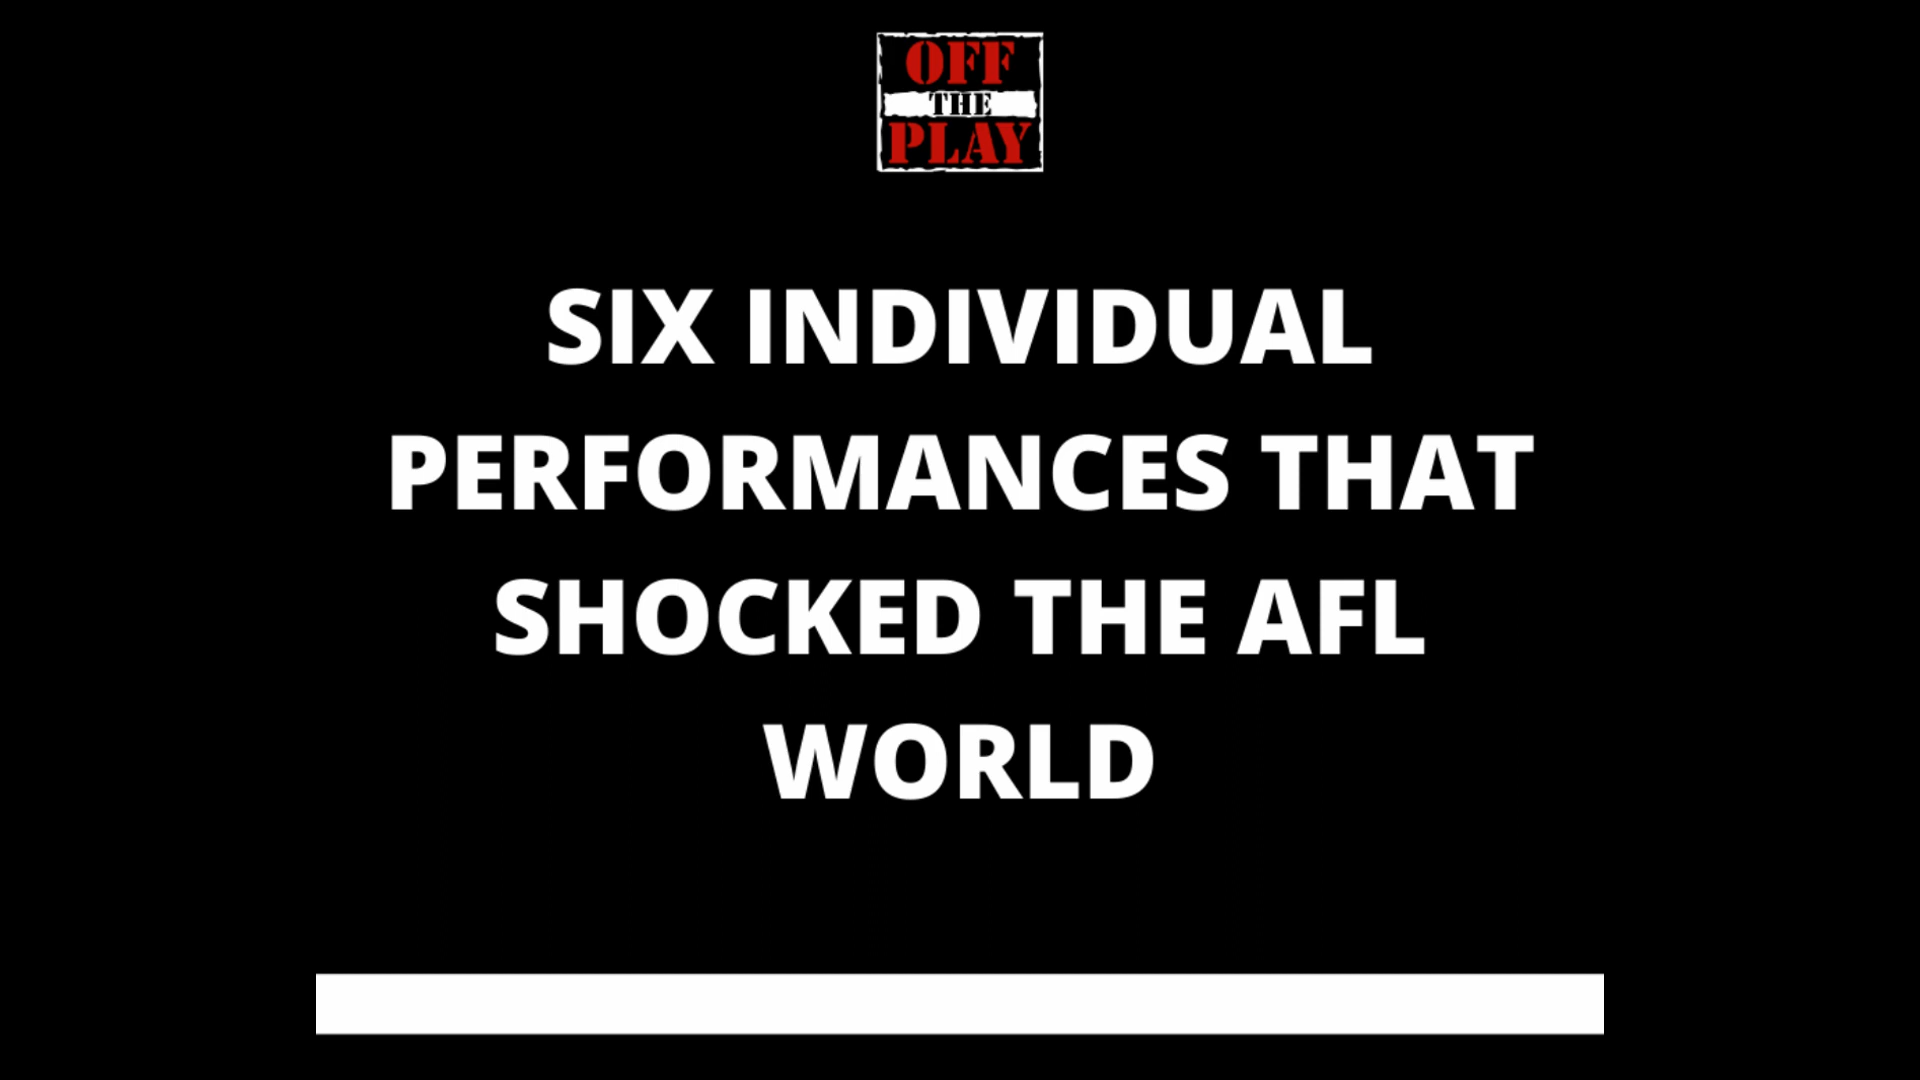 OFF
THE
PLAY
SIX INDIVIDUAL
PERFORMANCES THAT
SHOCKED THE AFL
WORLD